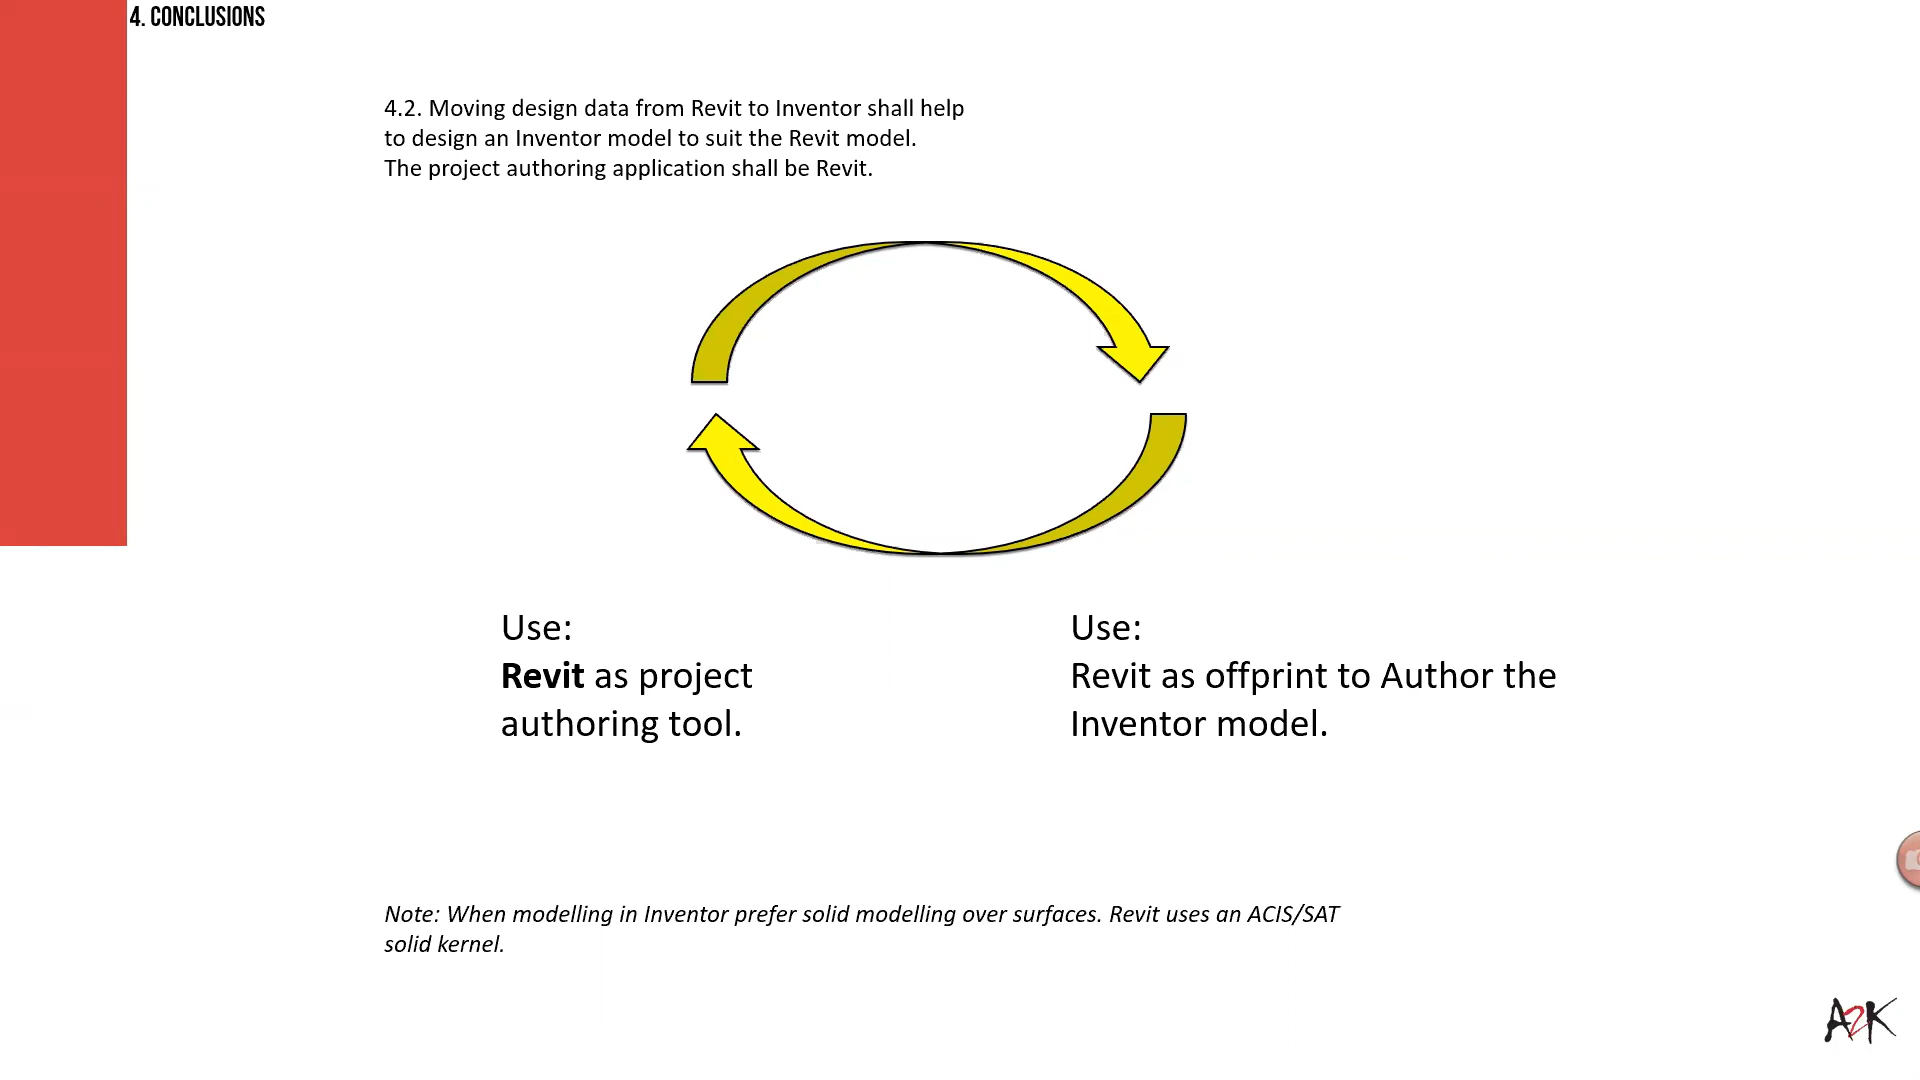 4. CONCLUSIONS
4.2. Moving design data from Revit to Inventor shall help
to design an Inventor model to suit the Revit model.
The project authoring application shall be Revit.
Use:
Revit as project
authoring tool.
Use:
Revit as offprint to Author the
Inventor model.
Note: When modelling in Inventor prefer solid modelling over surfaces. Revit uses an ACIS/SAT
solid kernel.
A2K